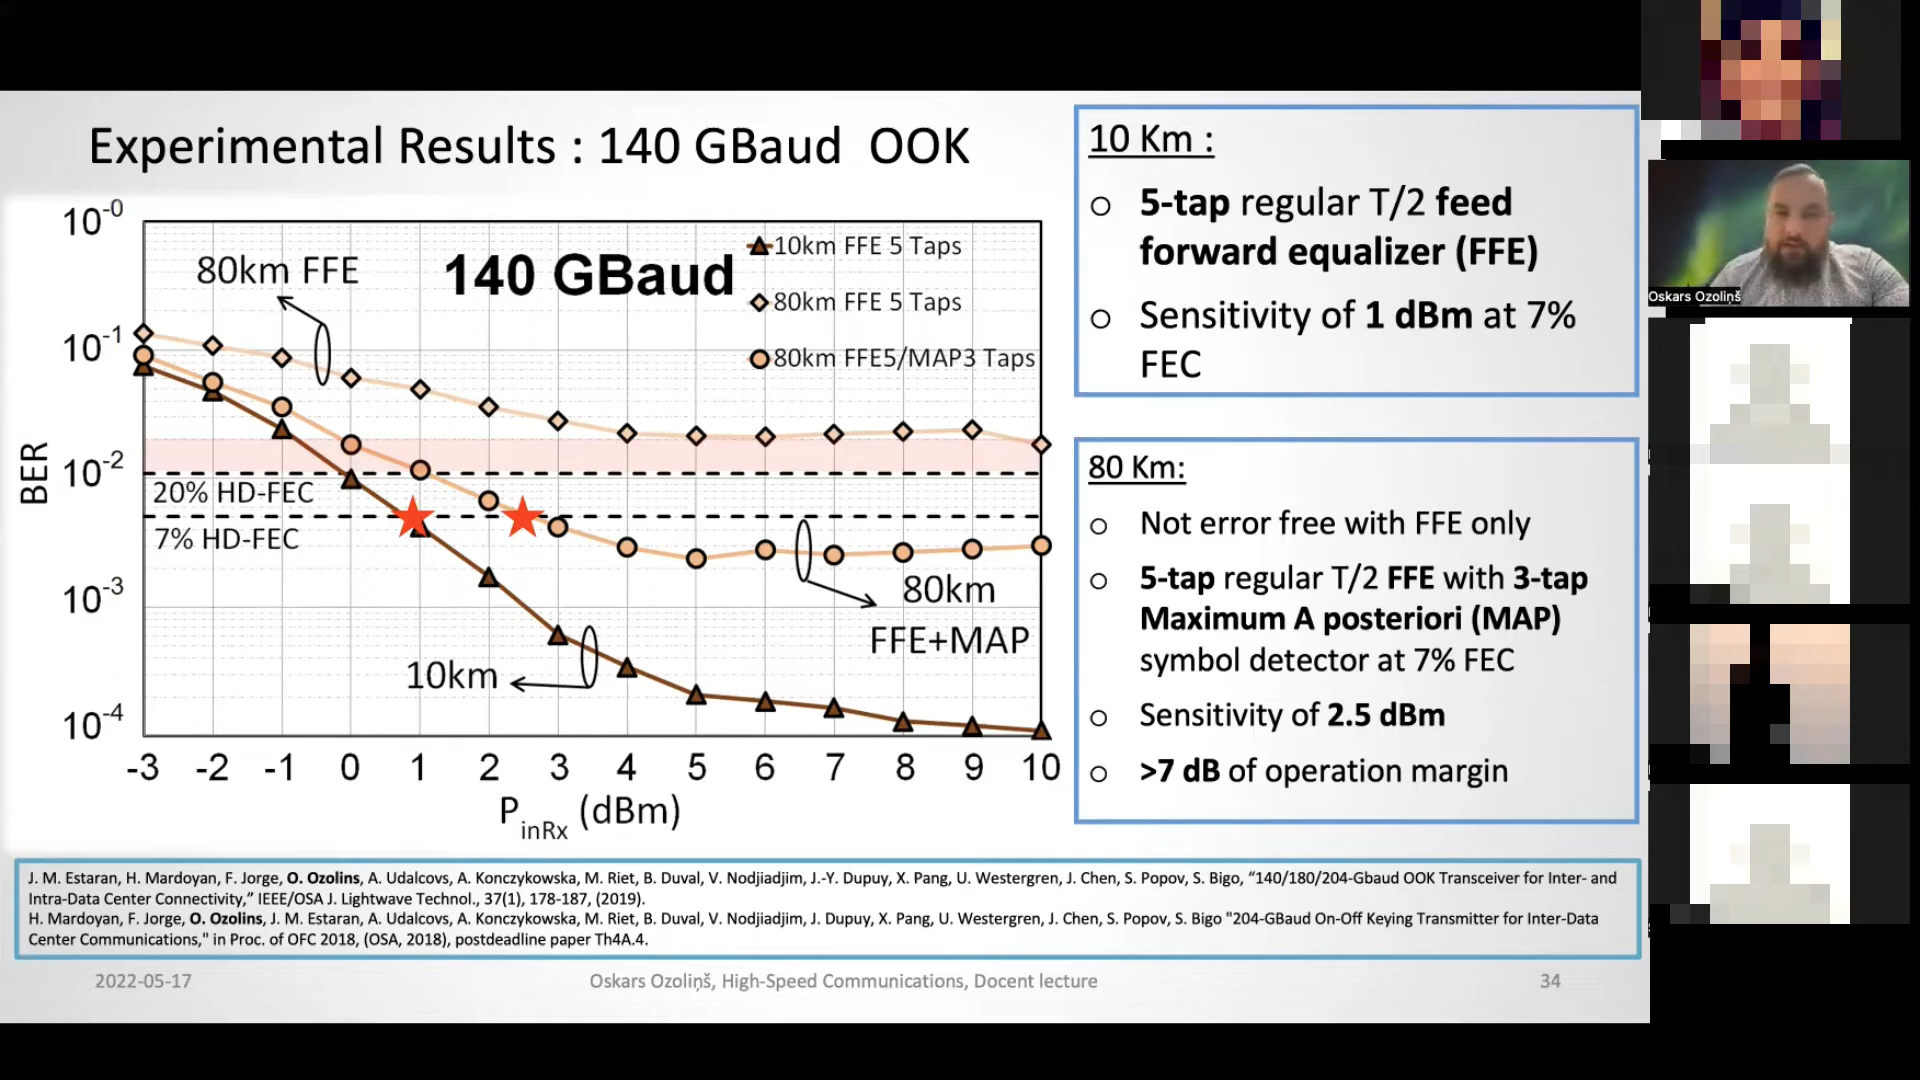 Experimental Results : 140 GBaud OOK
10⁻⁰
10⁻¹
10⁻²
10⁻³
10⁻⁴
BER
80km FFE
140 GBaud
10km FFE 5 Taps
80km FFE 5 Taps
80km FFE5/MAP3 Taps
20% HD-FEC
7% HD-FEC
80km
FFE+MAP
10km
-3 -2 -1 0 1 2 3 4 5 6 7 8 9 10
PinRx (dBm)
10 Km :
5-tap regular T/2 feed
forward equalizer (FFE)
Sensitivity of 1 dBm at 7%
FEC
80 Km:
Not error free with FFE only
5-tap regular T/2 FFE with 3-tap
Maximum A posteriori (MAP)
symbol detector at 7% FEC
Sensitivity of 2.5 dBm
>7 dB of operation margin
J. M. Estaran, H. Mardoyan, F. Jorge, O. Ozolins, A. Udalcovs, A. Konczykowska, M. Riet, B. Duval, V. Nodjiadjim, J.-Y. Dupuy, X. Pang, U. Westergren, J. Chen, S. Popov, S. Bigo, “140/180/204-Gbaud OOK Transceiver for Inter- and
Intra-Data Center Connectivity,” IEEE/OSA J. Lightwave Technol., 37(1), 178-187, (2019).
H. Mardoyan, F. Jorge, O. Ozolins, J. M. Estaran, A. Udalcovs, A. Konczykowska, M. Riet, B. Duval, V. Nodjiadjim, J. Dupuy, X. Pang, U. Westergren, J. Chen, S. Popov, S. Bigo "204-GBaud On-Off Keying Transmitter for Inter-Data
Center Communications," in Proc. of OFC 2018, (OSA, 2018), postdeadline paper Th4A.4.
2022-05-17
Oskars Ozoliņš, High-Speed Communications, Docent lecture
34
Oskars Ozoliņš